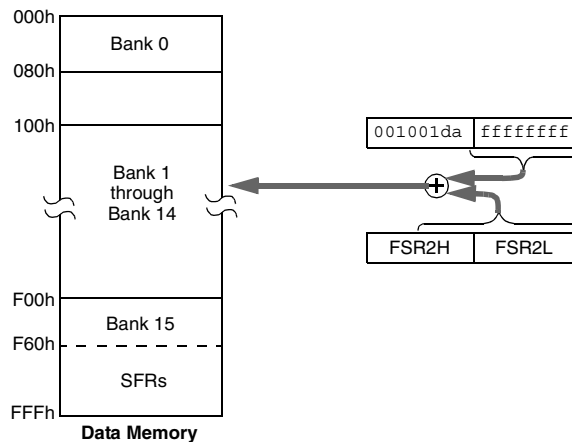 000h
Bank 0
080h
100h
001001da ffffffff
Bank 1
through
Bank 14
FSR2H FSR2L
F00h
Bank 15
F60h
SFRs
FFFh
Data Memory